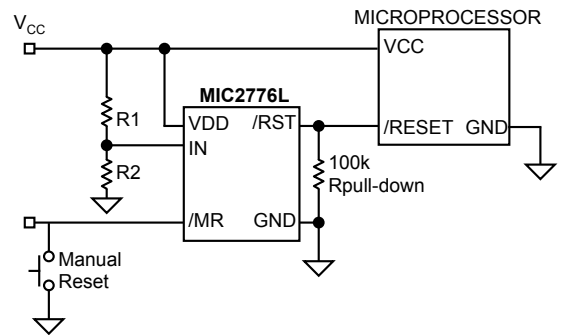 MICROPROCESSOR
VCC
VCC
MIC2776L
R1
VDD
/RST
/RESET
GND
IN
R2
100k
Rpull-down
/MR
GND
Manual
Reset